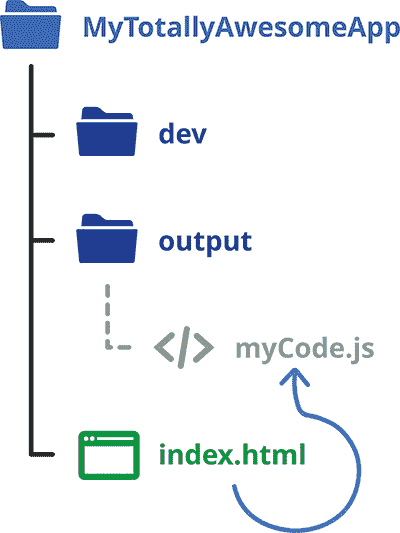 MyTotallyAwesomeApp
dev
output
</> myCode.js
index.html